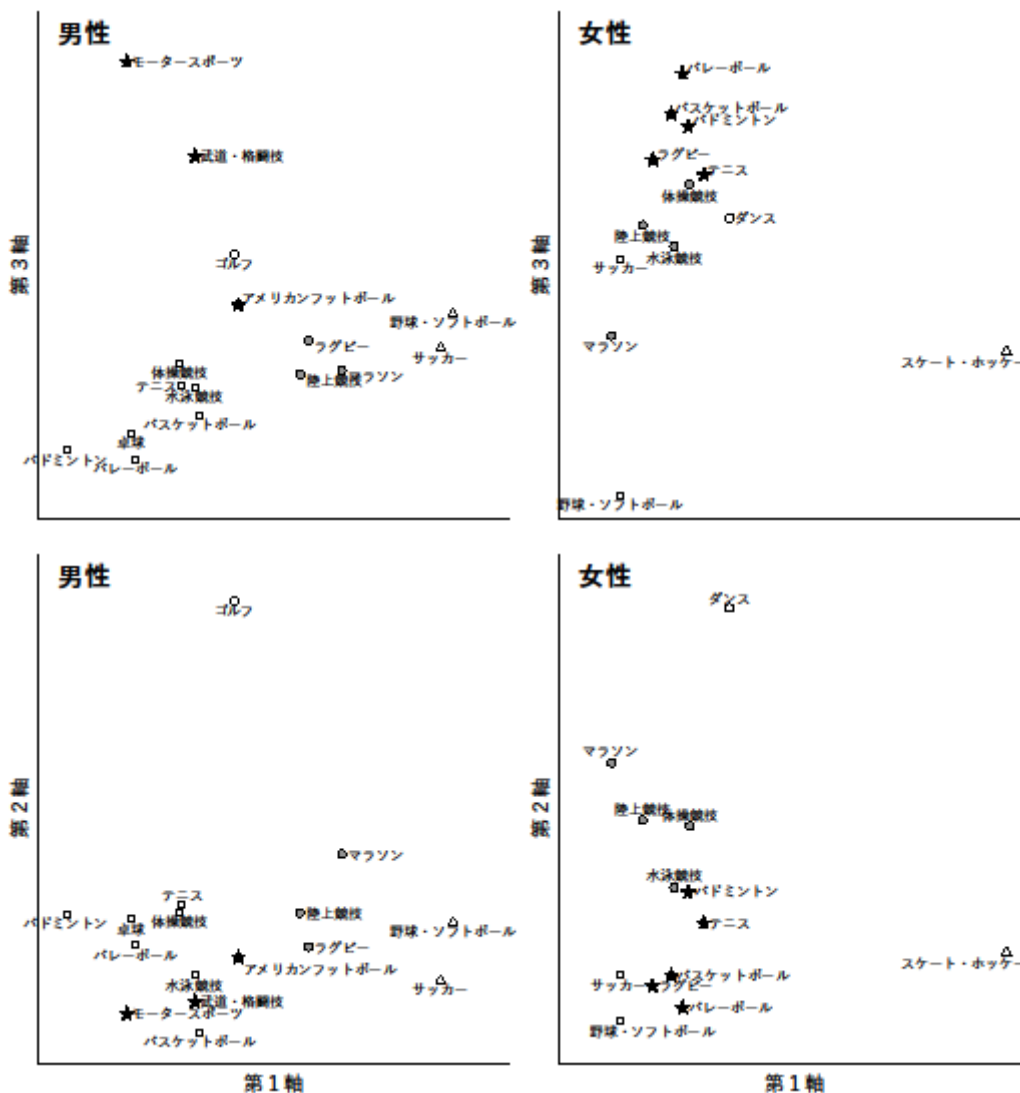 男性
モータースポーツ
武道・格闘技
ゴルフ
アメリカンフットボール
野球・ソフトボール
ラグビー
サッカー
体操競技
マラソン
陸上競技
テニス
水泳競技
バスケットボール
卓球
バドミントン
バレーボール
第3軸
女性
バレーボール
バスケットボール
バドミントン
ラグビー
テニス
体操競技
ダンス
陸上競技
水泳競技
サッカー
マラソン
スケート・ホッケー
野球・ソフトボール
第3軸
男性
ゴルフ
マラソン
テニス
バドミントン
卓球
体操競技
陸上競技
野球・ソフトボール
バレーボール
ラグビー
アメリカンフットボール
水泳競技
サッカー
武道・格闘技
モータースポーツ
バスケットボール
第2軸
第1軸
女性
ダンス
マラソン
陸上競技
体操競技
水泳競技
バドミントン
テニス
スケート・ホッケー
バスケットボール
サッカー
ラグビー
バレーボール
野球・ソフトボール
第2軸
第1軸